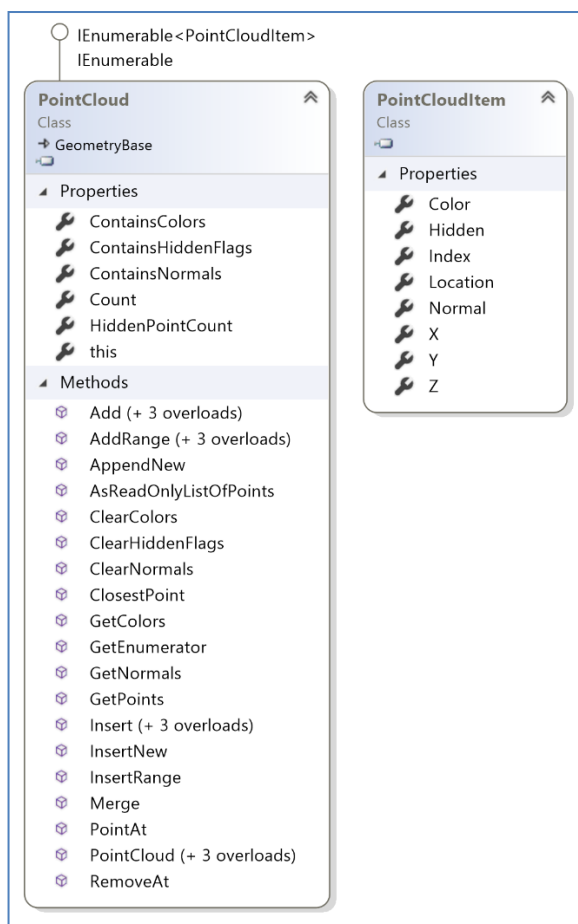 IEnumerable<PointCloudItem>
IEnumerable
PointCloud
Class
GeometryBase
Properties
ContainsColors
ContainsHiddenFlags
ContainsNormals
Count
HiddenPointCount
this
Methods
Add (+ 3 overloads)
AddRange (+ 3 overloads)
AppendNew
AsReadOnlyListOfPoints
ClearColors
ClearHiddenFlags
ClearNormals
ClosestPoint
GetColors
GetEnumerator
GetNormals
GetPoints
Insert (+ 3 overloads)
InsertNew
InsertRange
Merge
PointAt
PointCloud (+ 3 overloads)
RemoveAt
PointCloudItem
Class
Properties
Color
Hidden
Index
Location
Normal
X
Y
Z